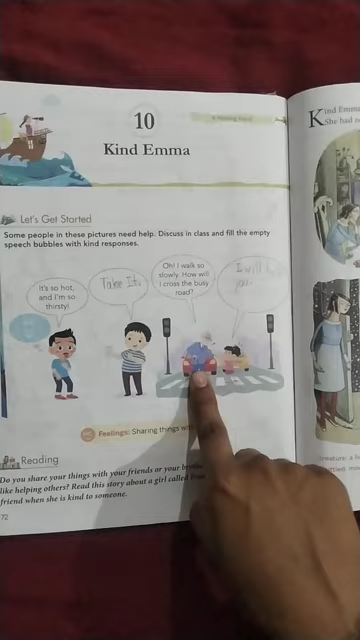 10
Kind Emma
Let's Get Started
Some people in these pictures need help. Discuss in class and fill the empty
speech bubbles with kind responses.
It's so hot,
and I'm so
thirsty!
Take It.
Oh! I walk so
slowly. How will
I cross the busy
road?
I will
you
Feelings: Sharing things
Reading
Do you share your things with your friends or your
like helping others? Read this story about a girl called
friend when she is kind to someone.
72
Kind Emma
She had